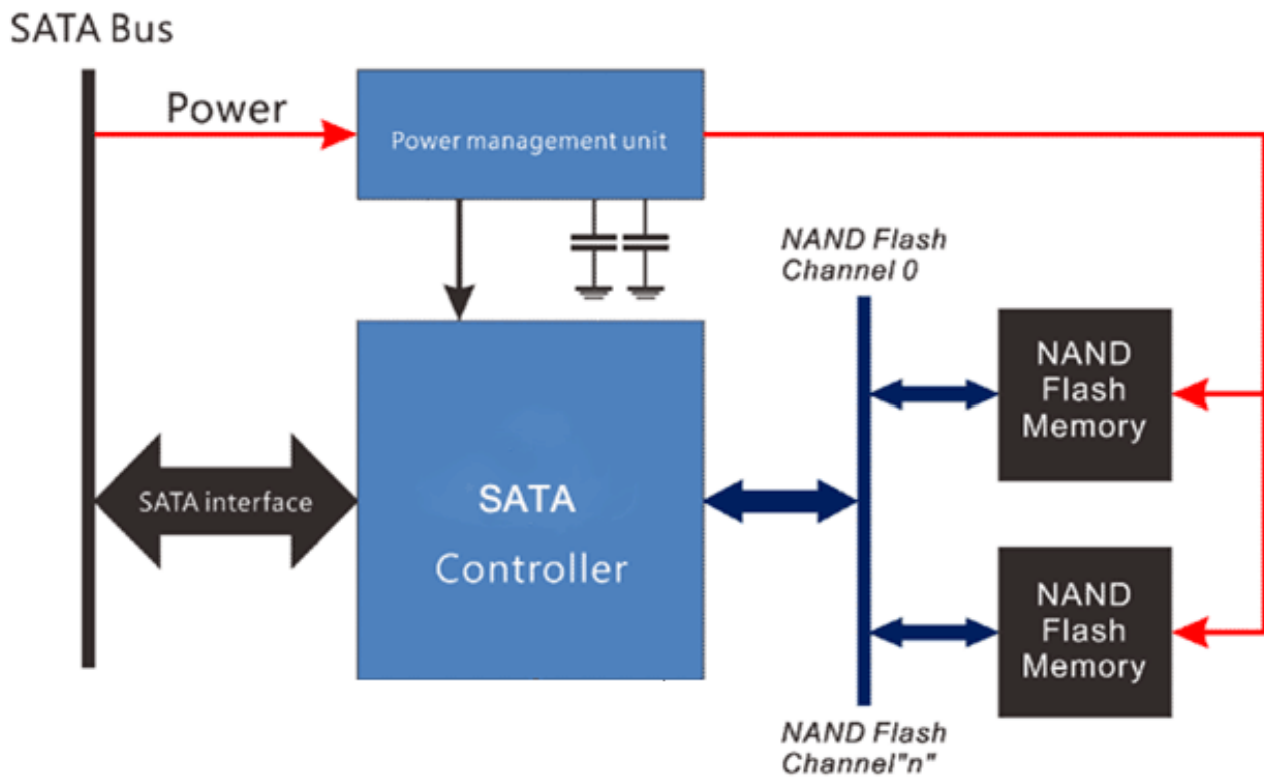 SATA Bus
Power
Power management unit
NAND Flash
Channel 0
NAND
Flash
Memory
SATA interface
SATA
Controller
NAND
Flash
Memory
NAND Flash
Channel"n"